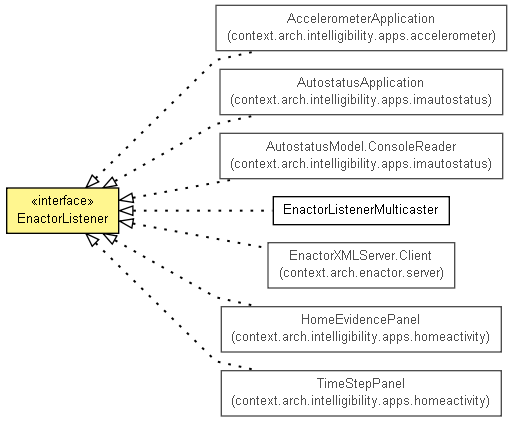 AccelerometerApplication
(context.arch.intelligibility.apps.accelerometer)
AutostatusApplication
(context.arch.intelligibility.apps.imautostatus)
AutostatusModel.ConsoleReader
(context.arch.intelligibility.apps.imautostatus)
«interface»
EnactorListener
EnactorListenerMulticaster
EnactorXMLServer.Client
(context.arch.enactor.server)
HomeEvidencePanel
(context.arch.intelligibility.apps.homeactivity)
TimeStepPanel
(context.arch.intelligibility.apps.homeactivity)